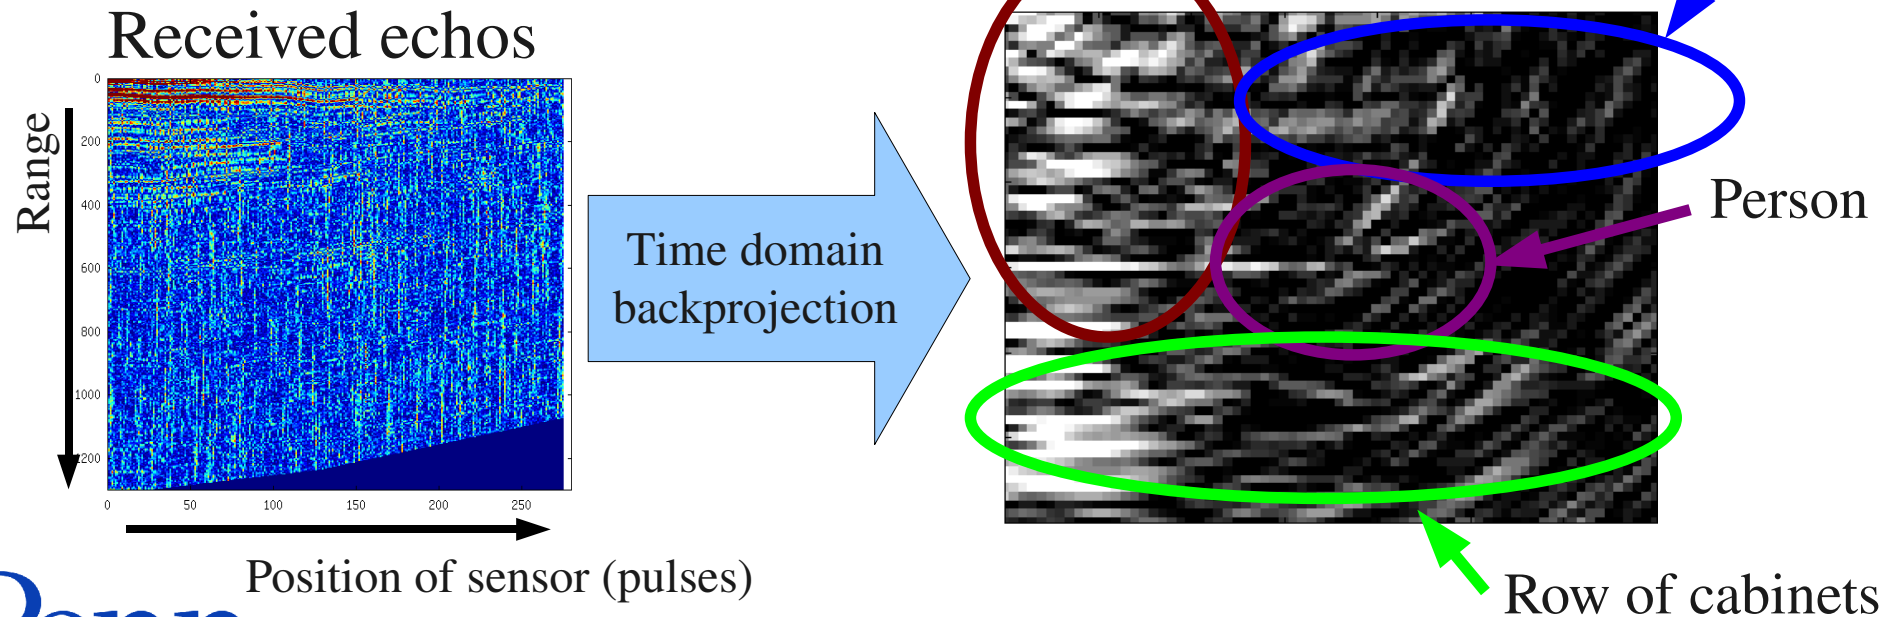 Received echos
0
200
400
600
800
1000
1200
0 50 100 150 200 250
Range
Position of sensor (pulses)
Time domain
backprojection
Person
Row of cabinets